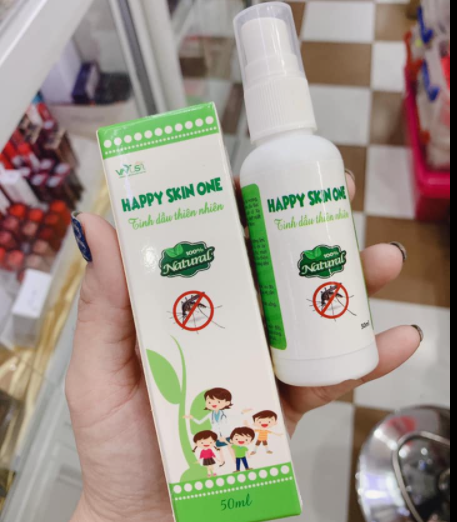 VXSI
HAPPY SKIN ONE
Tinh dầu thiên nhiên
100%
Natural
50ml
HAPPY SKIN ONE
Tinh dầu thiên nhiên
100%
Natural
50ml